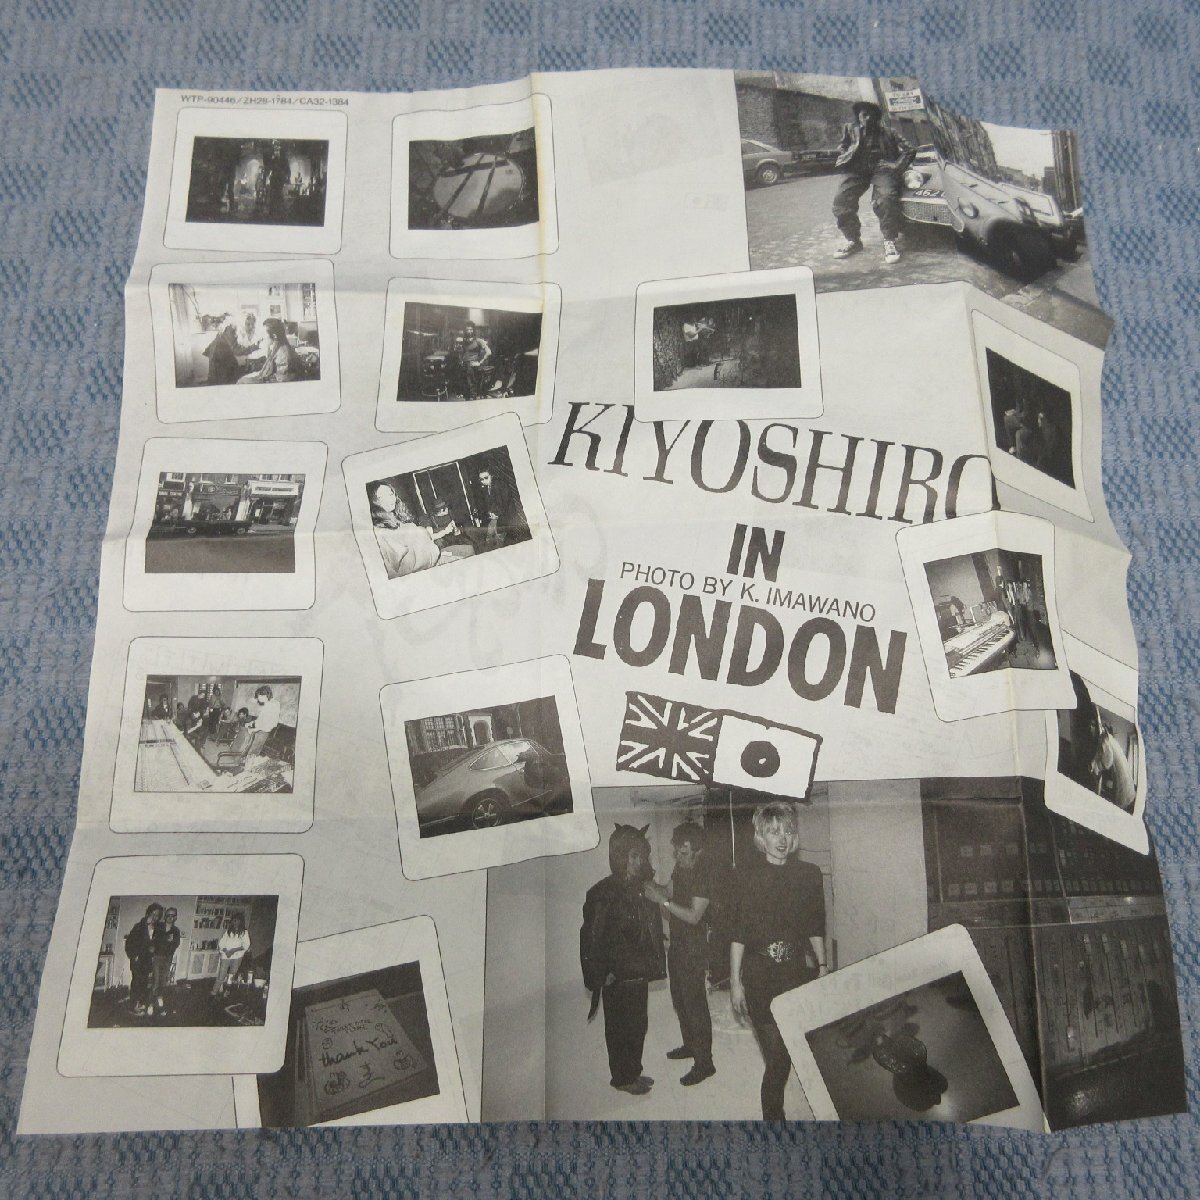 WTP-90446/ZH28-1784/CA32-1384
KIYOSHIRO
IN
PHOTO BY K. IMAWANO
LONDON
thank You